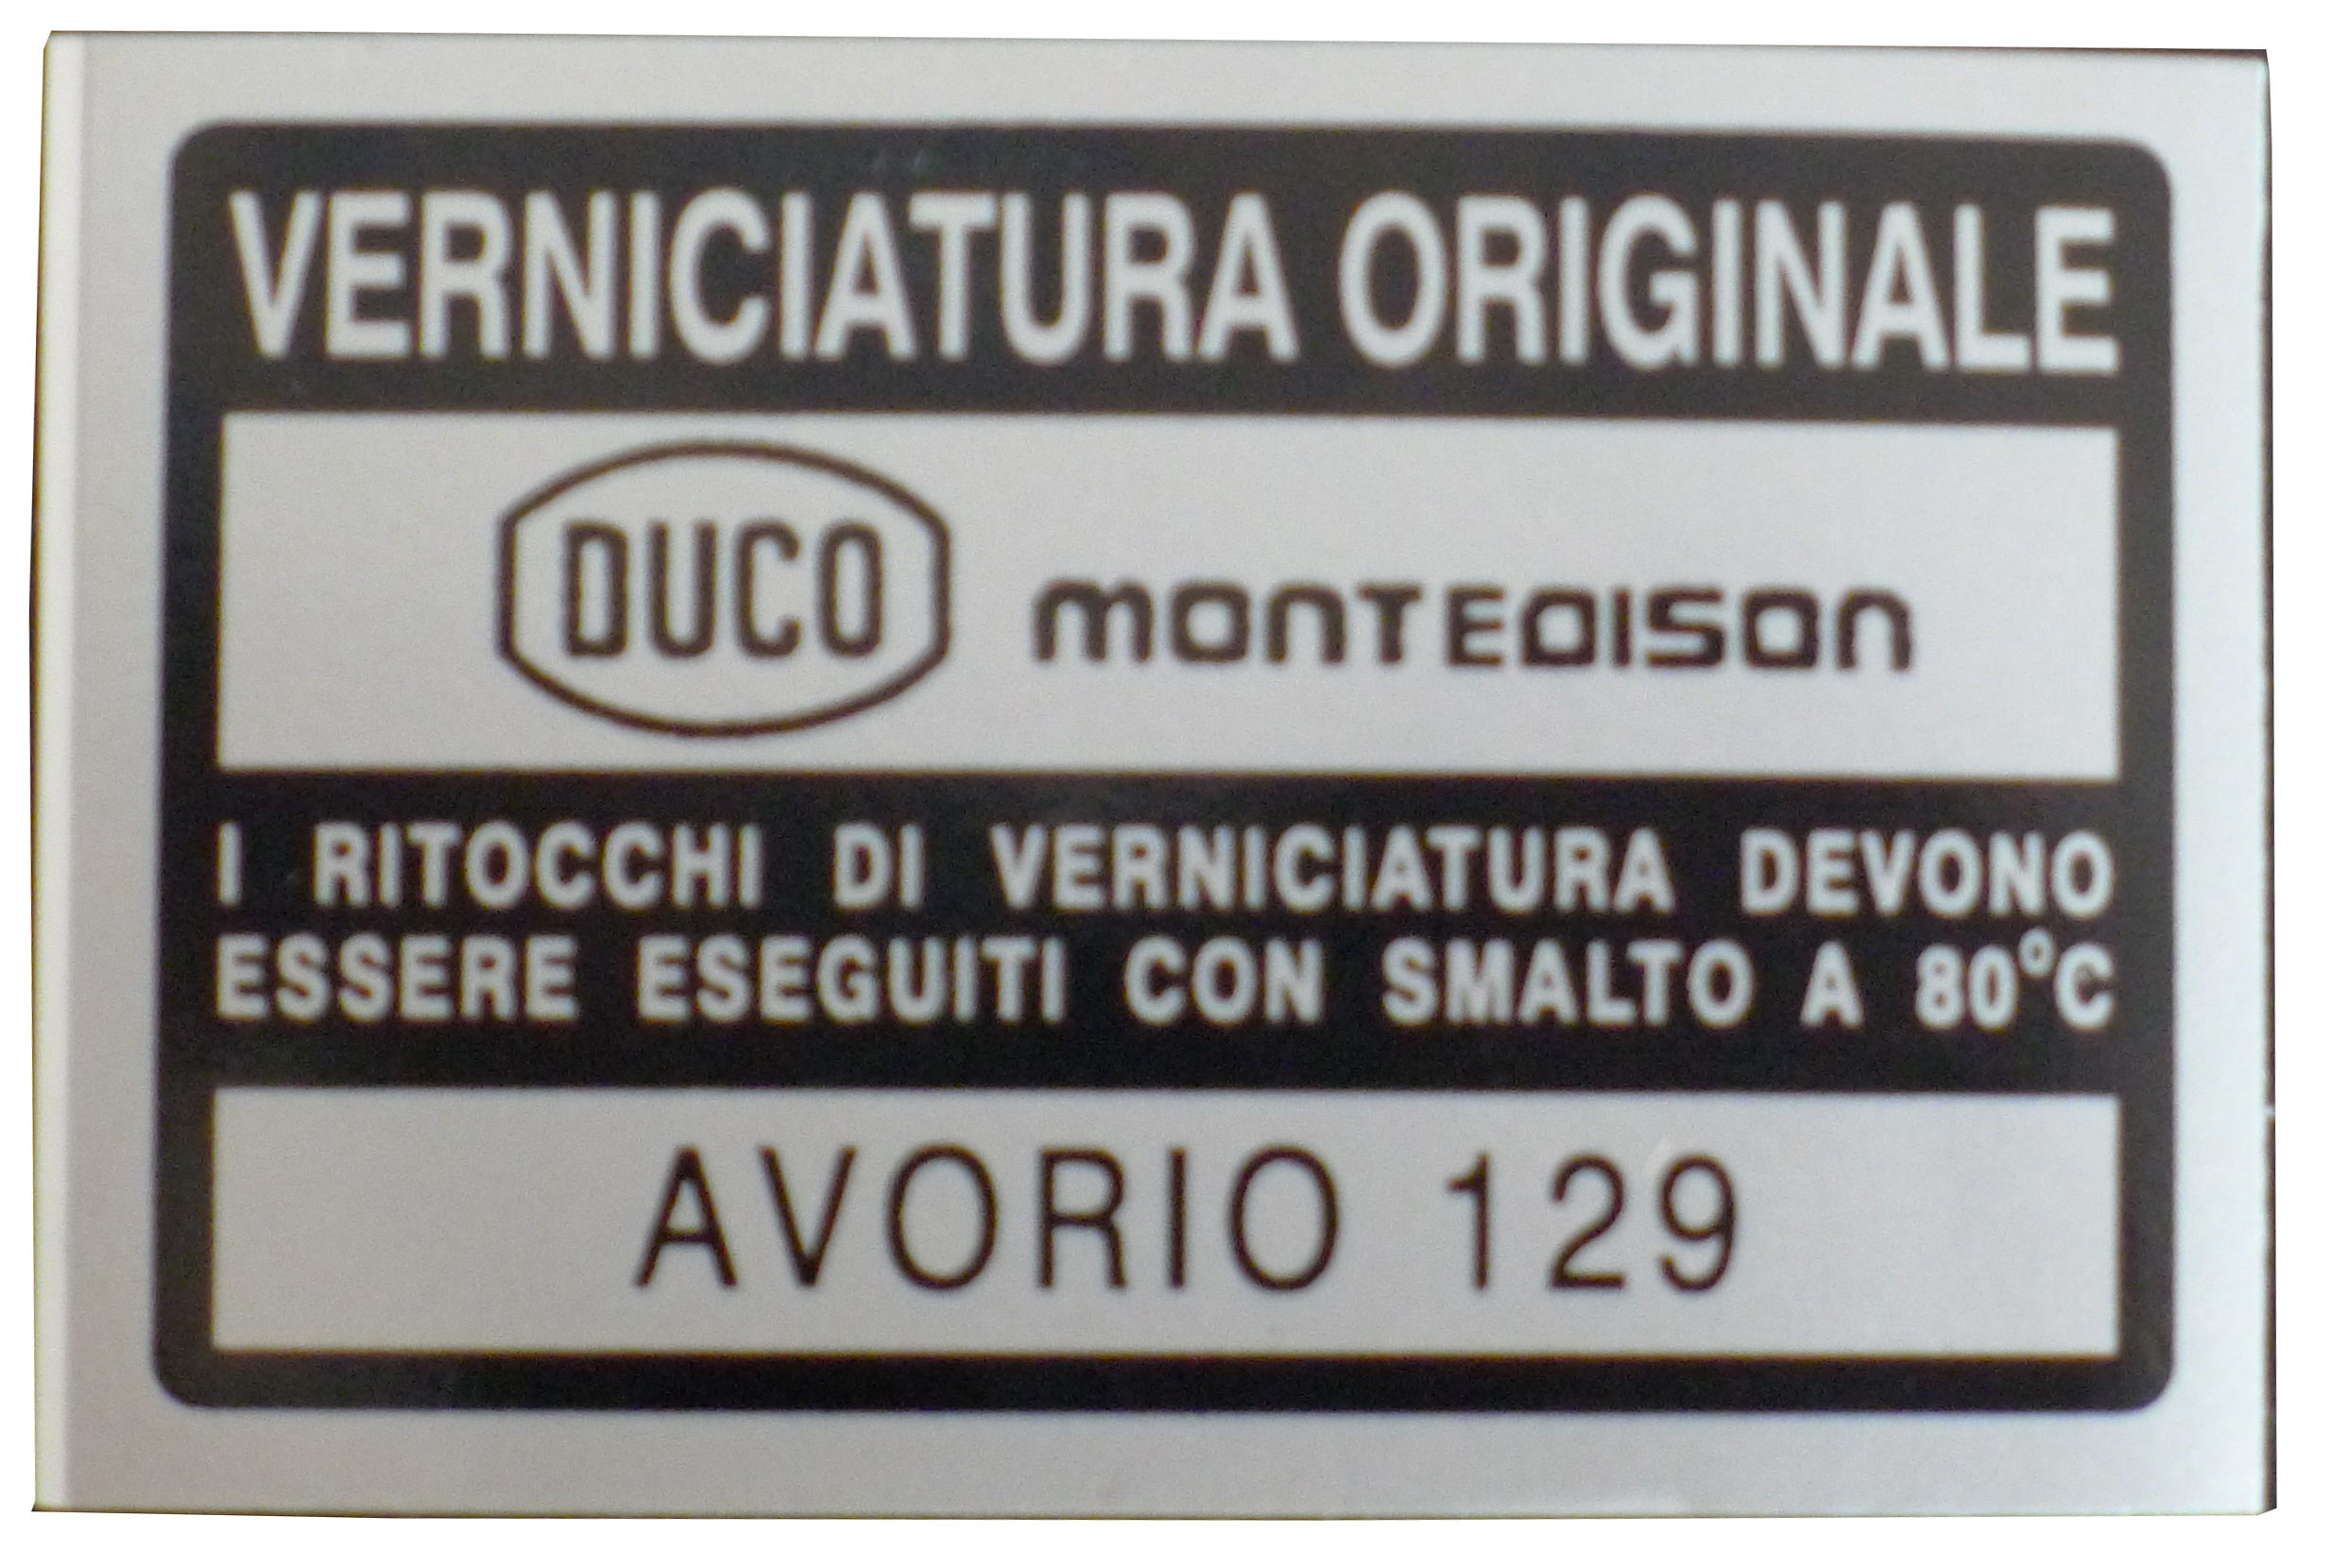 VERNICIATURA ORIGINALE
DUCO MONTEDISON
I RITOCCHI DI VERNICIATURA DEVONO
ESSERE ESEGUITI CON SMALTO A 80°C
AVORIO 129